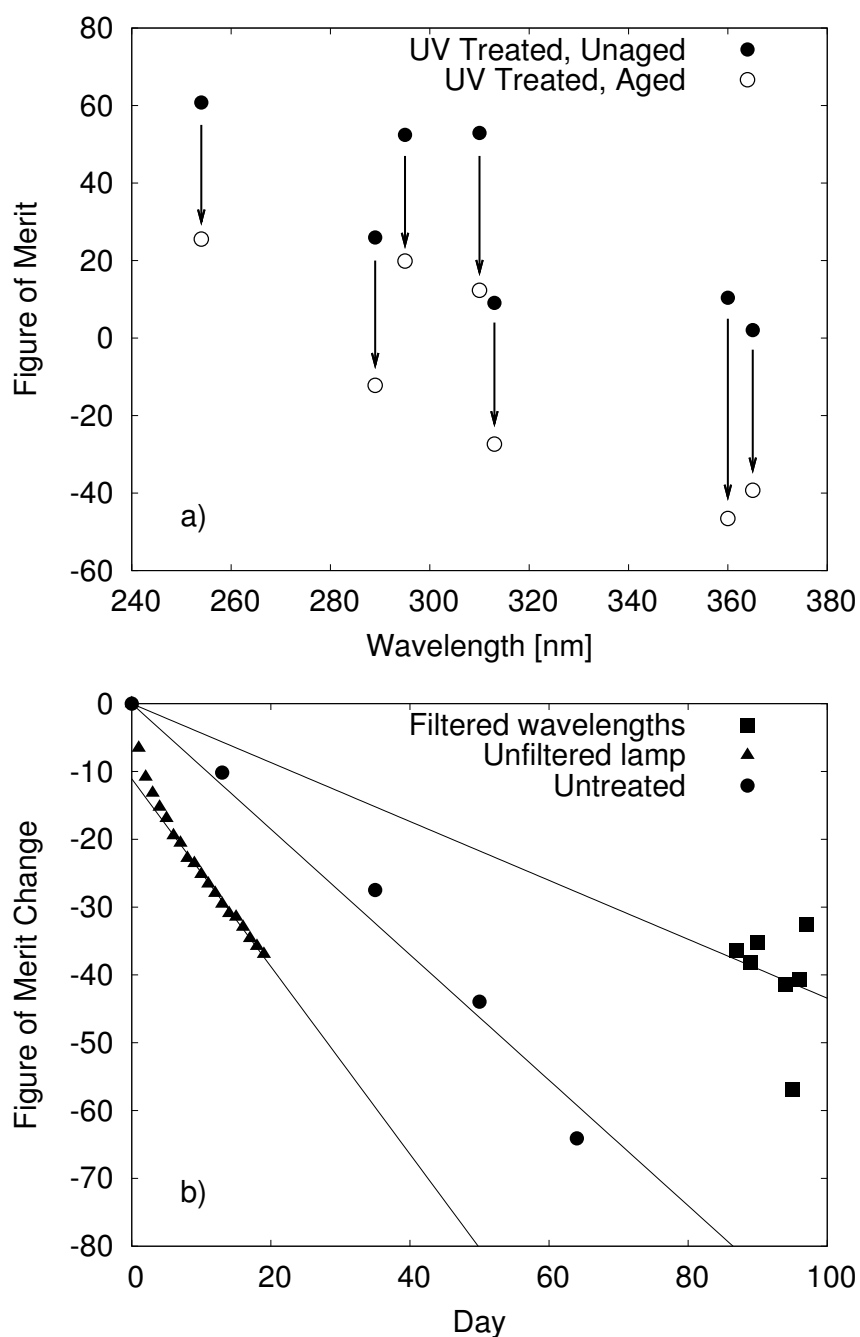 80
UV Treated, Unaged
UV Treated, Aged
60
40
20
0
-20
-40
-60
Figure of Merit
a)
240 260 280 300 320 340 360 380
Wavelength [nm]
0
Filtered wavelengths
Unfiltered lamp
Untreated
-10
-20
-30
-40
-50
-60
-70
-80
Figure of Merit Change
b)
0 20 40 60 80 100
Day